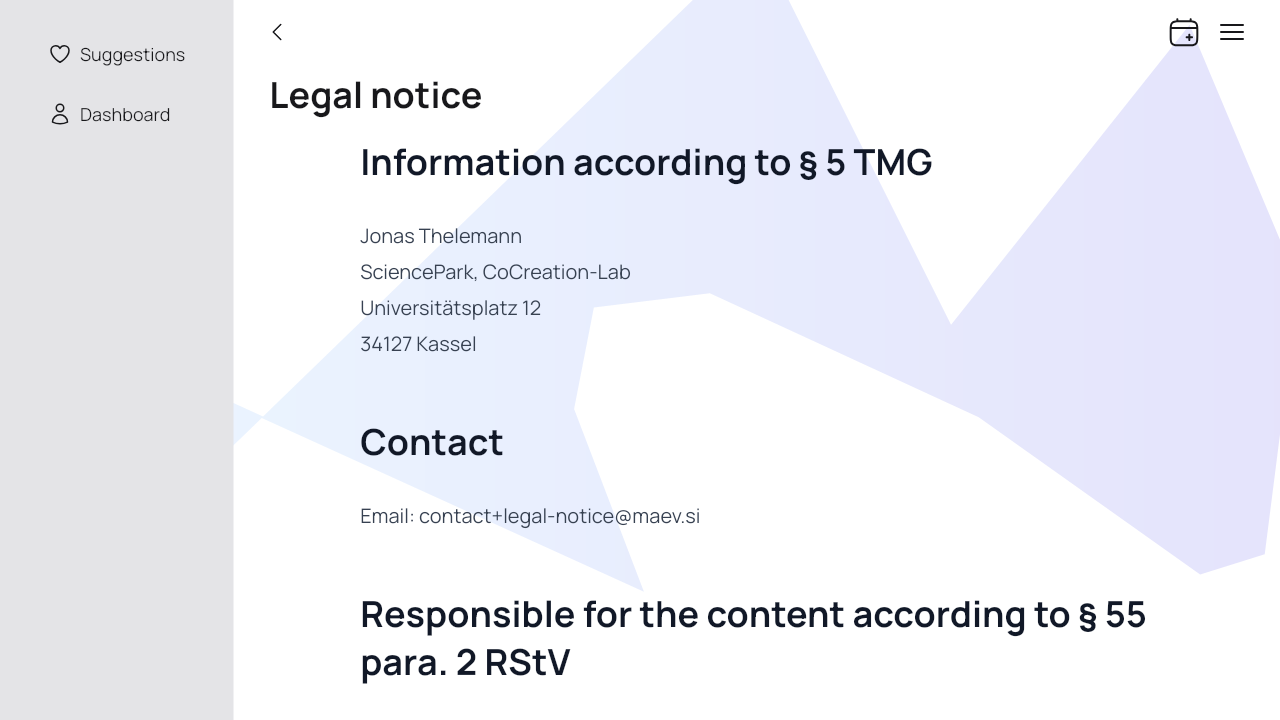 Suggestions
Dashboard
Legal notice
Information according to § 5 TMG
Jonas Thelemann
SciencePark, CoCreation-Lab
Universitätsplatz 12
34127 Kassel
Contact
Email: contact+legal-notice@maev.si
Responsible for the content according to § 55
para. 2 RStV